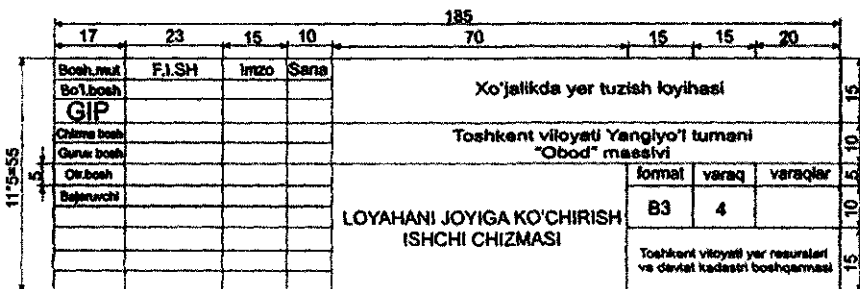 185
17 23 15 10 70 15 15 20
Bosh.mut F.I.SH Imzo Sana
Bo'l.bosh
GIP
Chizma bosh
Gurux bosh
Olr.bosh
Bajaruvchi
11*5=55
5
Xo'jalikda yer tuzish loyihasi
Toshkent viloyati Yangiyo'l tumani
"Obod" massivi
LOYAHANI JOYIGA KO'CHIRISH
ISHCHI CHIZMASI
format varaq varaqlar
B3 4
Toshkent viloyati yer resurslari
va davlat kadastri boshqarmasi
15
10
5
10
15